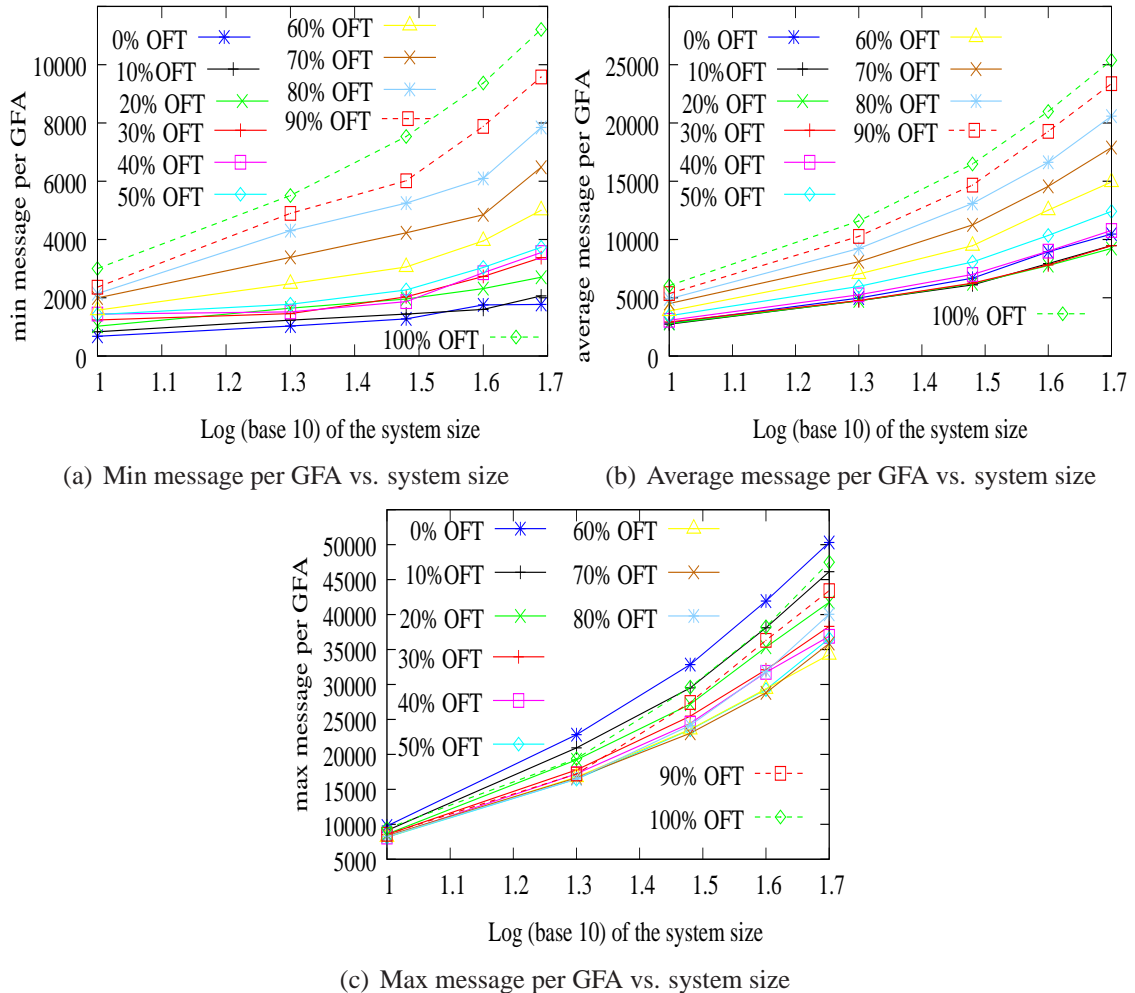 min message per GFA
10000
8000
6000
4000
2000
0
0% OFT
10%OFT
20% OFT
30% OFT
40% OFT
50% OFT
60% OFT
70% OFT
80% OFT
90% OFT
100% OFT
1 1.1 1.2 1.3 1.4 1.5 1.6 1.7
Log (base 10) of the system size
(a) Min message per GFA vs. system size
average message per GFA
25000
20000
15000
10000
5000
0
0% OFT
10%OFT
20% OFT
30% OFT
40% OFT
50% OFT
60% OFT
70% OFT
80% OFT
90% OFT
100% OFT
1 1.1 1.2 1.3 1.4 1.5 1.6 1.7
Log (base 10) of the system size
(b) Average message per GFA vs. system size
max message per GFA
50000
45000
40000
35000
30000
25000
20000
15000
10000
5000
0% OFT
10%OFT
20% OFT
30% OFT
40% OFT
50% OFT
60% OFT
70% OFT
80% OFT
90% OFT
100% OFT
1 1.1 1.2 1.3 1.4 1.5 1.6 1.7
Log (base 10) of the system size
(c) Max message per GFA vs. system size